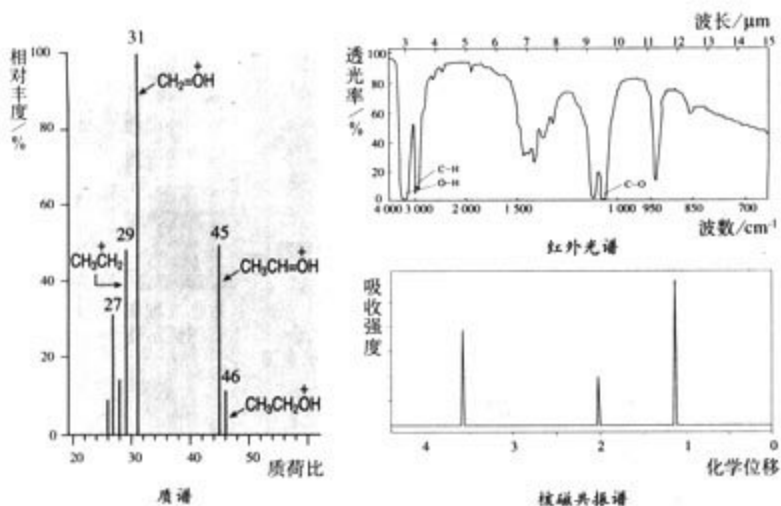 相对丰度/%
100
80
60
40
20
0
31
CH₂=O⁺H
29
CH₃C⁺H₂
27
45
CH₃CH=O⁺H
46
CH₃CH₂O⁺H
20 30 40 50
质荷比
质谱
波长/μm
3 4 5 6 7 8 9 10 11 12 13 14 15
透光率/%
100
80
60
40
20
0
C-H
O-H
C-O
4 000 3 000 2 000 1 500 1 000 950 850 700
波数/cm⁻¹
红外光谱
吸收强度
4 3 2 1 0
化学位移
核磁共振谱